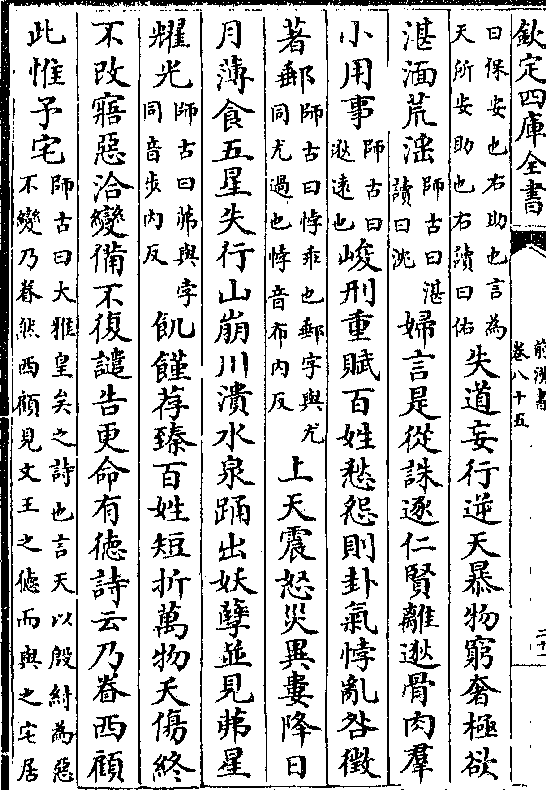 欽定四庫全書
前漢書
卷八十五
二十一
曰保安也右助也言為
天所安助也右讀曰佑
失道妄行逆天暴物窮奢極欲
湛湎荒淫
師古曰湛
讀曰沈
婦言是從誅逐仁賢離逖骨肉羣
小用事
師古曰
逖遠也
峻刑重賦百姓愁怨則卦氣悖亂咎徵
著郵
師古曰悖乖也郵字與尤
同尤過也悖音布内反
上天震怒災異婁降日
月薄食五星失行山崩川潰水泉踊出妖孽並見茀星
耀光
師古曰茀與孛
同音步内反
飢饉荐臻百姓短折萬物夭傷終
不改寤惡洽變備不復譴告更命有德詩云乃眷西顧
此惟予宅
師古曰大雅皇矣之詩也言天以殷紂為惡
不變乃眷然西顧見文王之德而與之宅居